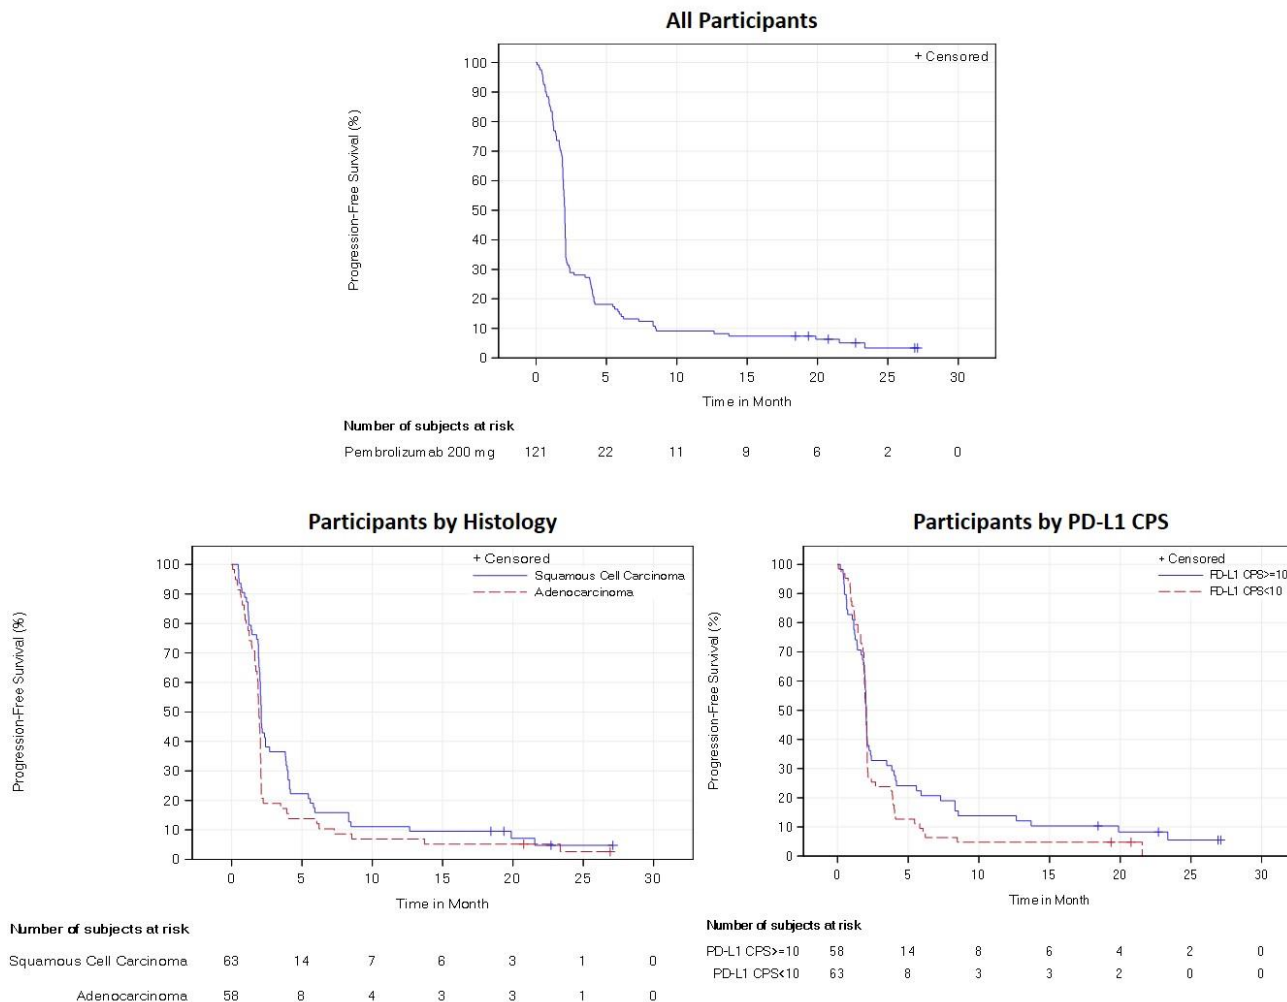 All Participants
+ Censored
Progression-Free Survival (%)
100
90
80
70
60
50
40
30
20
10
0
0 5 10 15 20 25 30
Time in Month
Number of subjects at risk
Pembrolizumab 200 mg 121 22 11 9 6 2 0
Participants by Histology
+ Censored
Squamous Cell Carcinoma
Adenocarcinoma
Progression-Free Survival (%)
100
90
80
70
60
50
40
30
20
10
0
0 5 10 15 20 25 30
Time in Month
Number of subjects at risk
Squamous Cell Carcinoma 63 14 7 6 3 1 0
Adenocarcinoma 58 8 4 3 3 1 0
Participants by PD-L1 CPS
+ Censored
PD-L1 CPS>=10
PD-L1 CPS<10
Progression-Free Survival (%)
100
90
80
70
60
50
40
30
20
10
0
0 5 10 15 20 25 30
Time in Month
Number of subjects at risk
PD-L1 CPS>=10 58 14 8 6 4 2 0
PD-L1 CPS<10 63 8 3 3 2 0 0